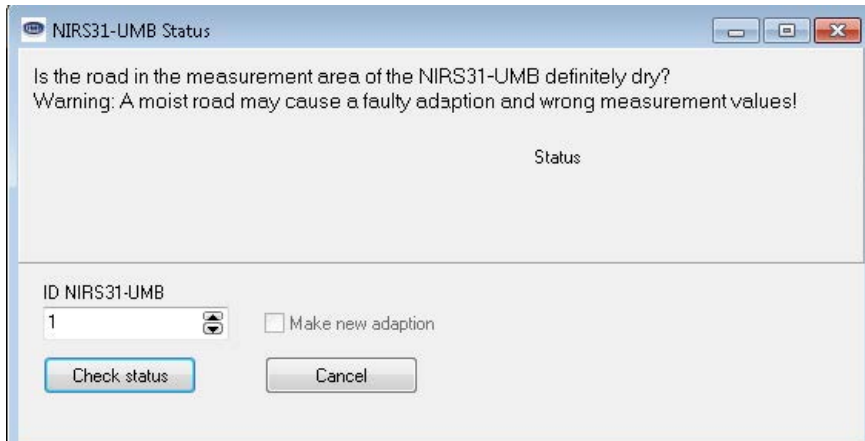 NIRS31-UMB Status
Is the road in the measurement area of the NIRS31-UMB definitely dry?
Warning: A moist road may cause a faulty adaption and wrong measurement values!
Status
ID NIRS31-UMB
1
Make new adaption
Check status
Cancel